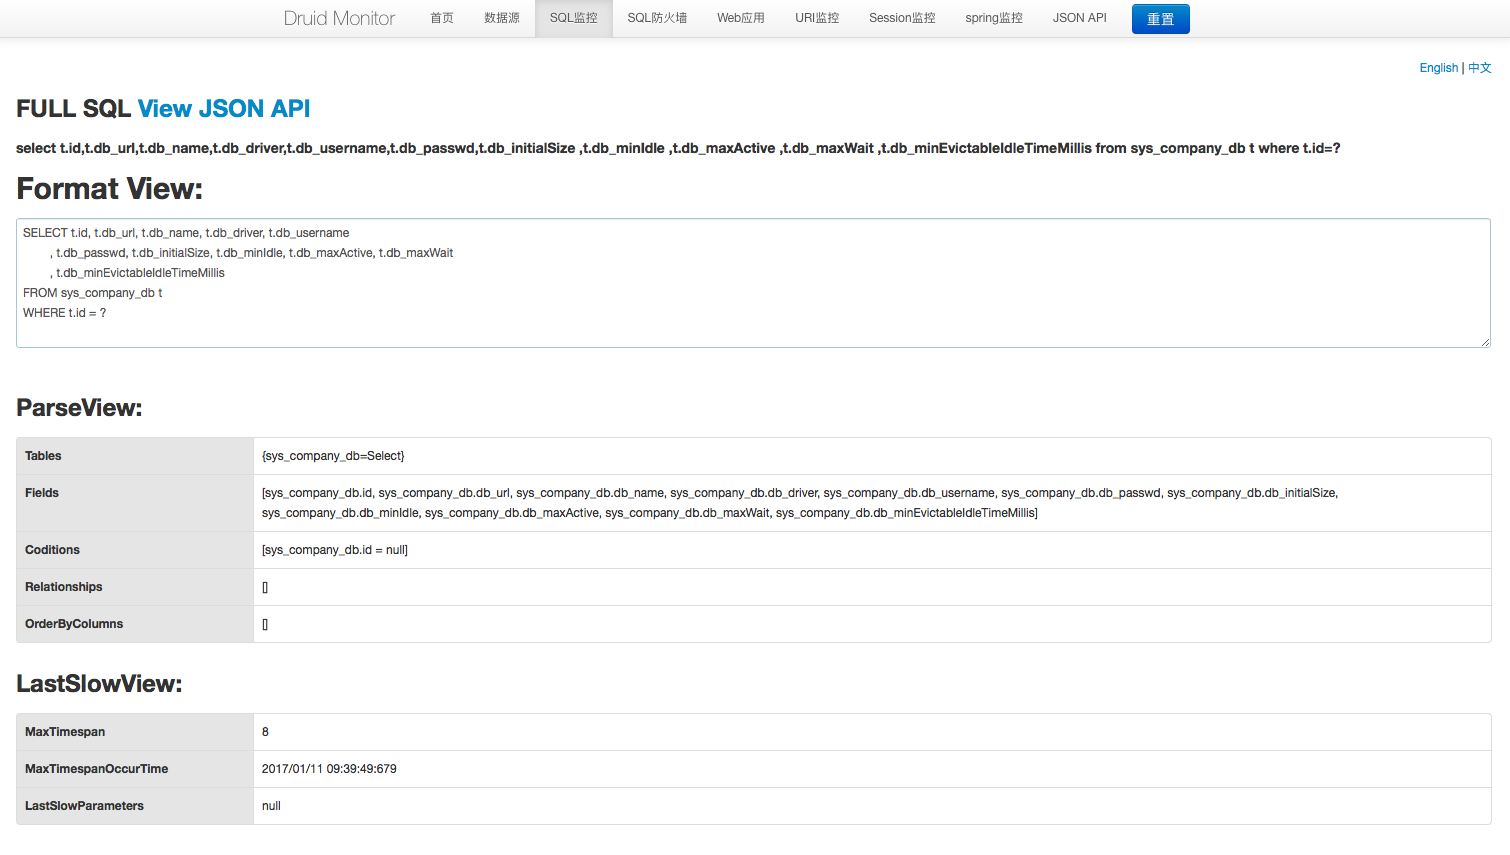 Druid Monitor 首页 数据源 SQL监控 SQL防火墙 Web应用 URI监控 Session监控 spring监控 JSON API 重置
English | 中文
FULL SQL View JSON API
select t.id,t.db_url,t.db_name,t.db_driver,t.db_username,t.db_passwd,t.db_initialSize ,t.db_minIdle ,t.db_maxActive ,t.db_maxWait ,t.db_minEvictableIdleTimeMillis from sys_company_db t where t.id=?
Format View:
SELECT t.id, t.db_url, t.db_name, t.db_driver, t.db_username
, t.db_passwd, t.db_initialSize, t.db_minIdle, t.db_maxActive, t.db_maxWait
, t.db_minEvictableIdleTimeMillis
FROM sys_company_db t
WHERE t.id = ?
ParseView:
Tables {sys_company_db=Select}
Fields [sys_company_db.id, sys_company_db.db_url, sys_company_db.db_name, sys_company_db.db_driver, sys_company_db.db_username, sys_company_db.db_passwd, sys_company_db.db_initialSize,
sys_company_db.db_minIdle, sys_company_db.db_maxActive, sys_company_db.db_maxWait, sys_company_db.db_minEvictableIdleTimeMillis]
Coditions [sys_company_db.id = null]
Relationships []
OrderByColumns []
LastSlowView:
MaxTimespan 8
MaxTimespanOccurTime 2017/01/11 09:39:49:679
LastSlowParameters null